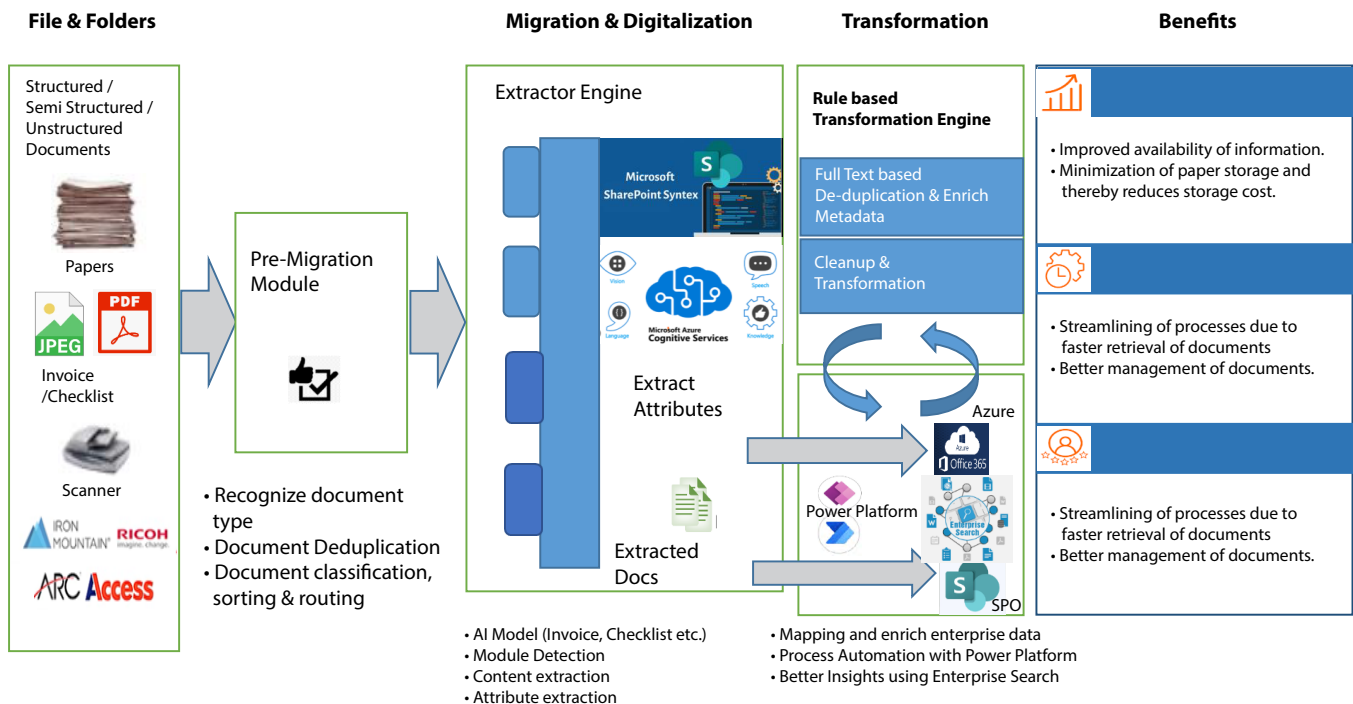 File & Folders
Migration & Digitalization
Transformation
Benefits
Structured /
Semi Structured /
Unstructured
Documents
Papers
JPEG
PDF
Invoice
/Checklist
Scanner
IRON
MOUNTAIN®
RICOH
imagine. change.
ARC Access
Pre-Migration
Module
• Recognize document
type
• Document Deduplication
• Document classification,
sorting & routing
Extractor Engine
Microsoft
SharePoint Syntex
S
Vision
Speech
Language
Knowledge
Microsoft Azure
Cognitive Services
Extract
Attributes
Extracted
Docs
• AI Model (Invoice, Checklist etc.)
• Module Detection
• Content extraction
• Attribute extraction
Rule based
Transformation Engine
Full Text based
De-duplication & Enrich
Metadata
Cleanup &
Transformation
Azure
Azure
Office 365
Power Platform
Enterprise
Search
S
SPO
• Mapping and enrich enterprise data
• Process Automation with Power Platform
• Better Insights using Enterprise Search
• Improved availability of information.
• Minimization of paper storage and
thereby reduces storage cost.
• Streamlining of processes due to
faster retrieval of documents
• Better management of documents.
• Streamlining of processes due to
faster retrieval of documents
• Better management of documents.